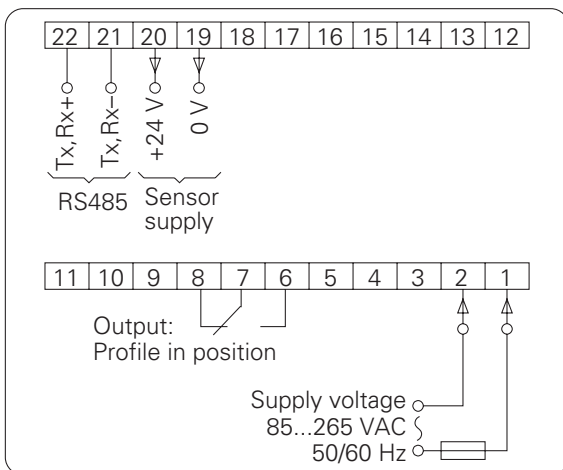 22 21 20 19 18 17 16 15 14 13 12
Tx,Rx+
Tx,Rx−
+24 V
0 V
RS485
Sensor
supply
11 10 9 8 7 6 5 4 3 2 1
Output:
Profile in position
Supply voltage
85...265 VAC
50/60 Hz